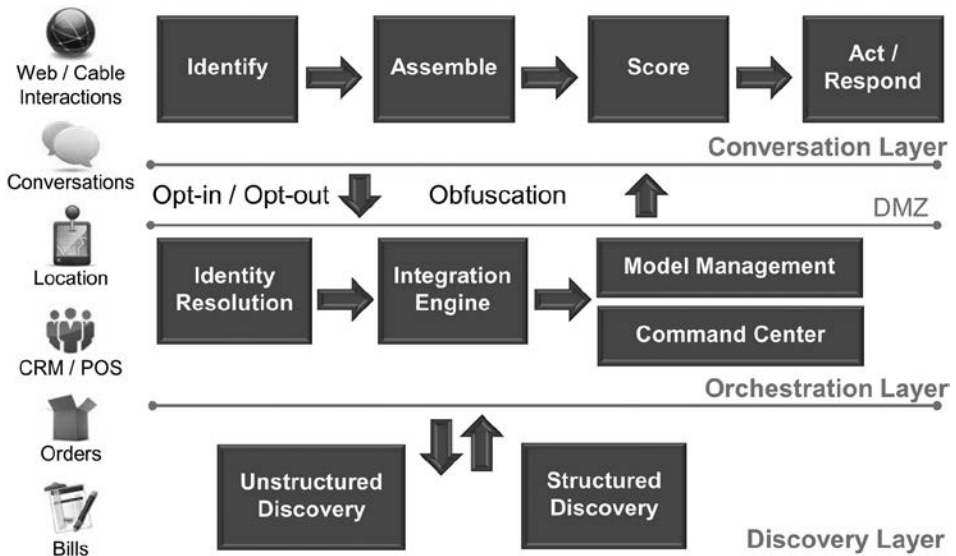 Web / Cable
Interactions
Conversations
Location
CRM / POS
Orders
Bills
Identify
Assemble
Score
Act /
Respond
Conversation Layer
Opt-in / Opt-out
Obfuscation
DMZ
Identity
Resolution
Integration
Engine
Model Management
Command Center
Orchestration Layer
Unstructured
Discovery
Structured
Discovery
Discovery Layer